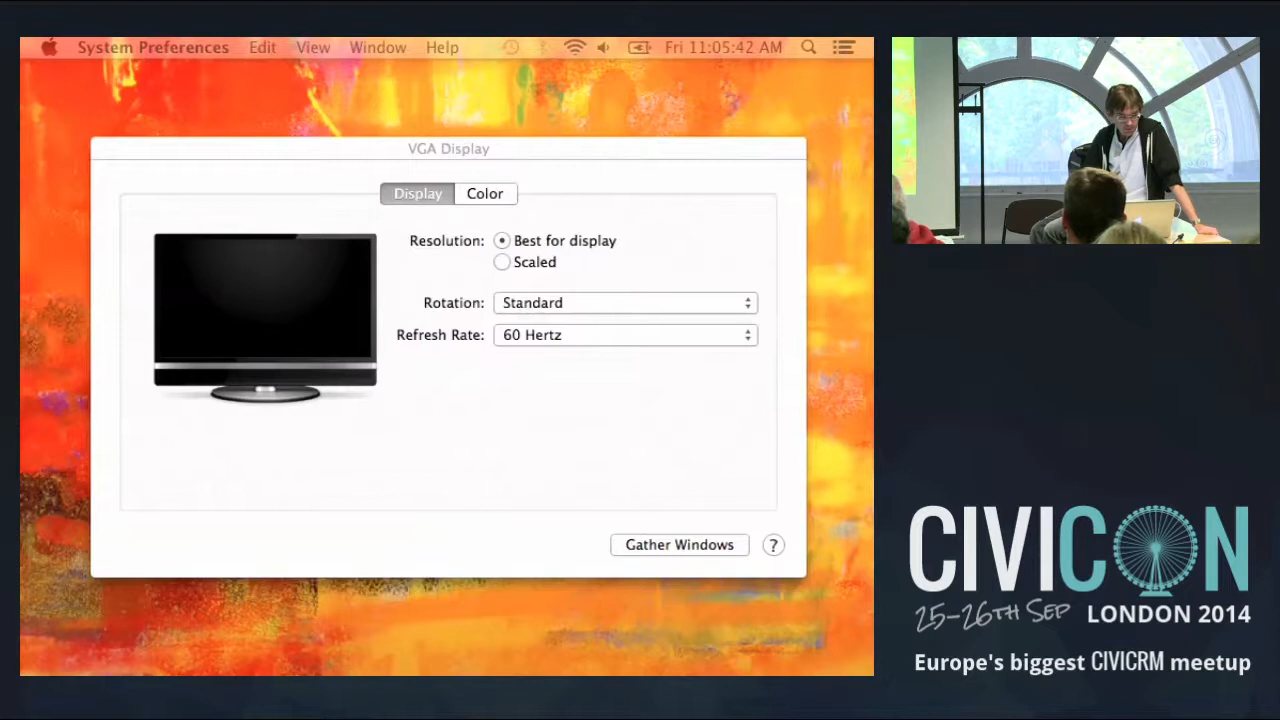 System Preferences Edit View Window Help Fri 11:05:42 AM
VGA Display
Display Color
Resolution: Best for display
Scaled
Rotation: Standard
Refresh Rate: 60 Hertz
Gather Windows ?
CIVICON
25-26TH SEP LONDON 2014
Europe's biggest CIVICRM meetup